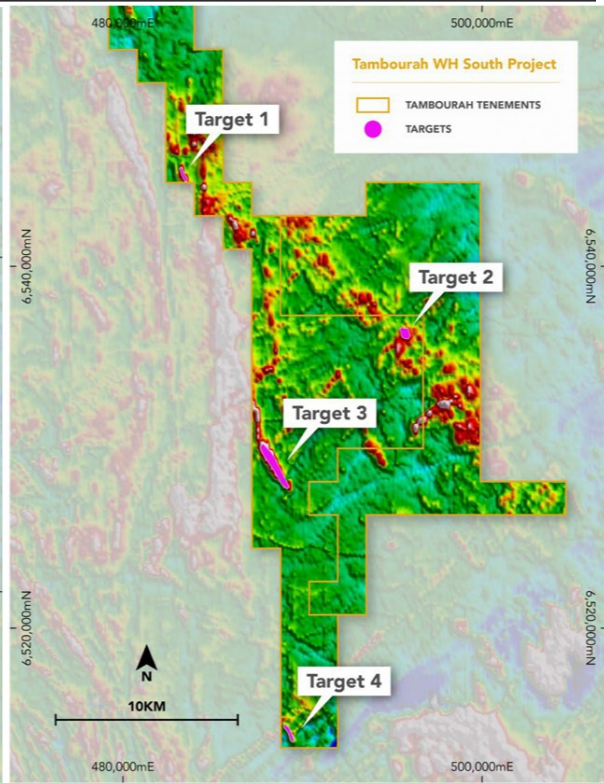 480,000mE
500,000mE
Tambourah WH South Project
TAMBOURAH TENEMENTS
TARGETS
Target 1
6,540,000mN
6,540,000mN
Target 2
Target 3
6,520,000mN
6,520,000mN
N
Target 4
10KM
480,000mE
500,000mE